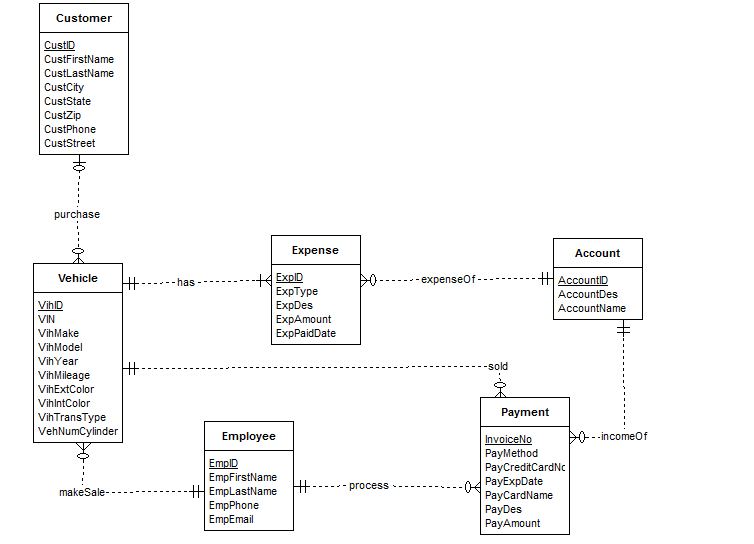 Customer
CustID
CustFirstName
CustLastName
CustCity
CustState
CustZip
CustPhone
CustStreet
purchase
Vehicle
VihID
VIN
VihMake
VihModel
VihYear
VihMileage
VihExtColor
VihIntColor
VihTransType
VehNumCylinder
has
Expense
ExpID
ExpType
ExpDes
ExpAmount
ExpPaidDate
expenseOf
Account
AccountID
AccountDes
AccountName
sold
Payment
InvoiceNo
PayMethod
PayCreditCardNo
PayExpDate
PayCardName
PayDes
PayAmount
incomeOf
Employee
EmpID
EmpFirstName
EmpLastName
EmpPhone
EmpEmail
makeSale
process